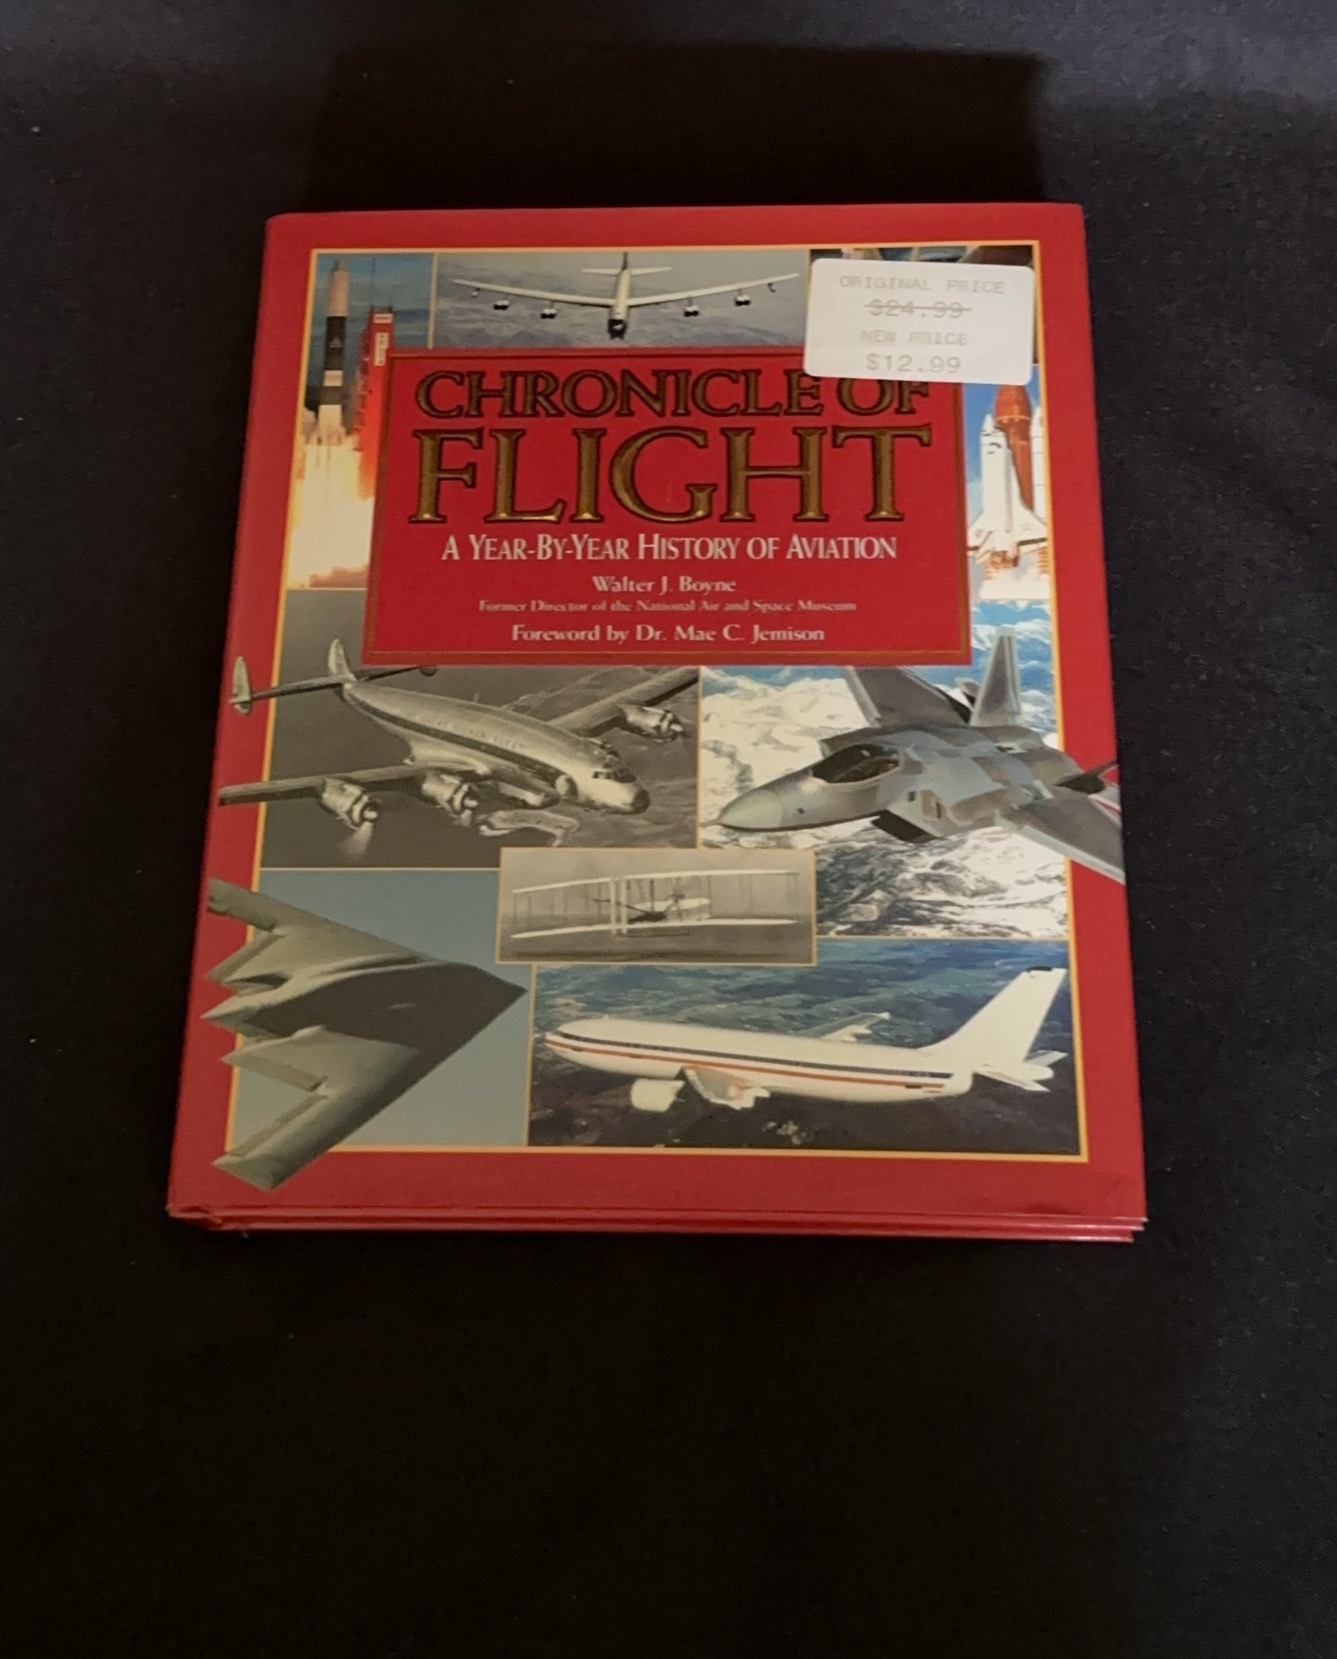 ORIGINAL PRICE
$24.99
NEW PRICE
$12.99
CHRONICLE OF
FLIGHT
A YEAR-BY-YEAR HISTORY OF AVIATION
Walter J. Boyne
Former Director of the National Air and Space Museum
Foreword by Dr. Mae C. Jemison